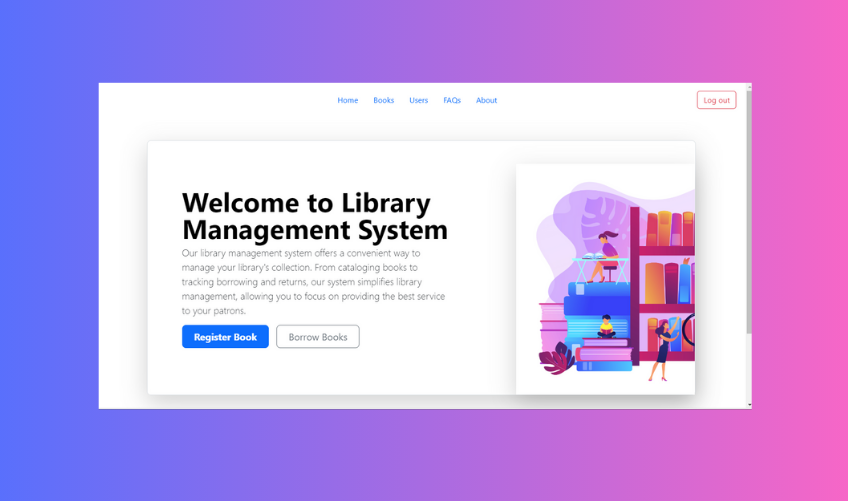 Home Books Users FAQs About Log out
Welcome to Library
Management System
Our library management system offers a convenient way to
manage your library's collection. From cataloging books to
tracking borrowing and returns, our system simplifies library
management, allowing you to focus on providing the best service
to your patrons.
Register Book Borrow Books